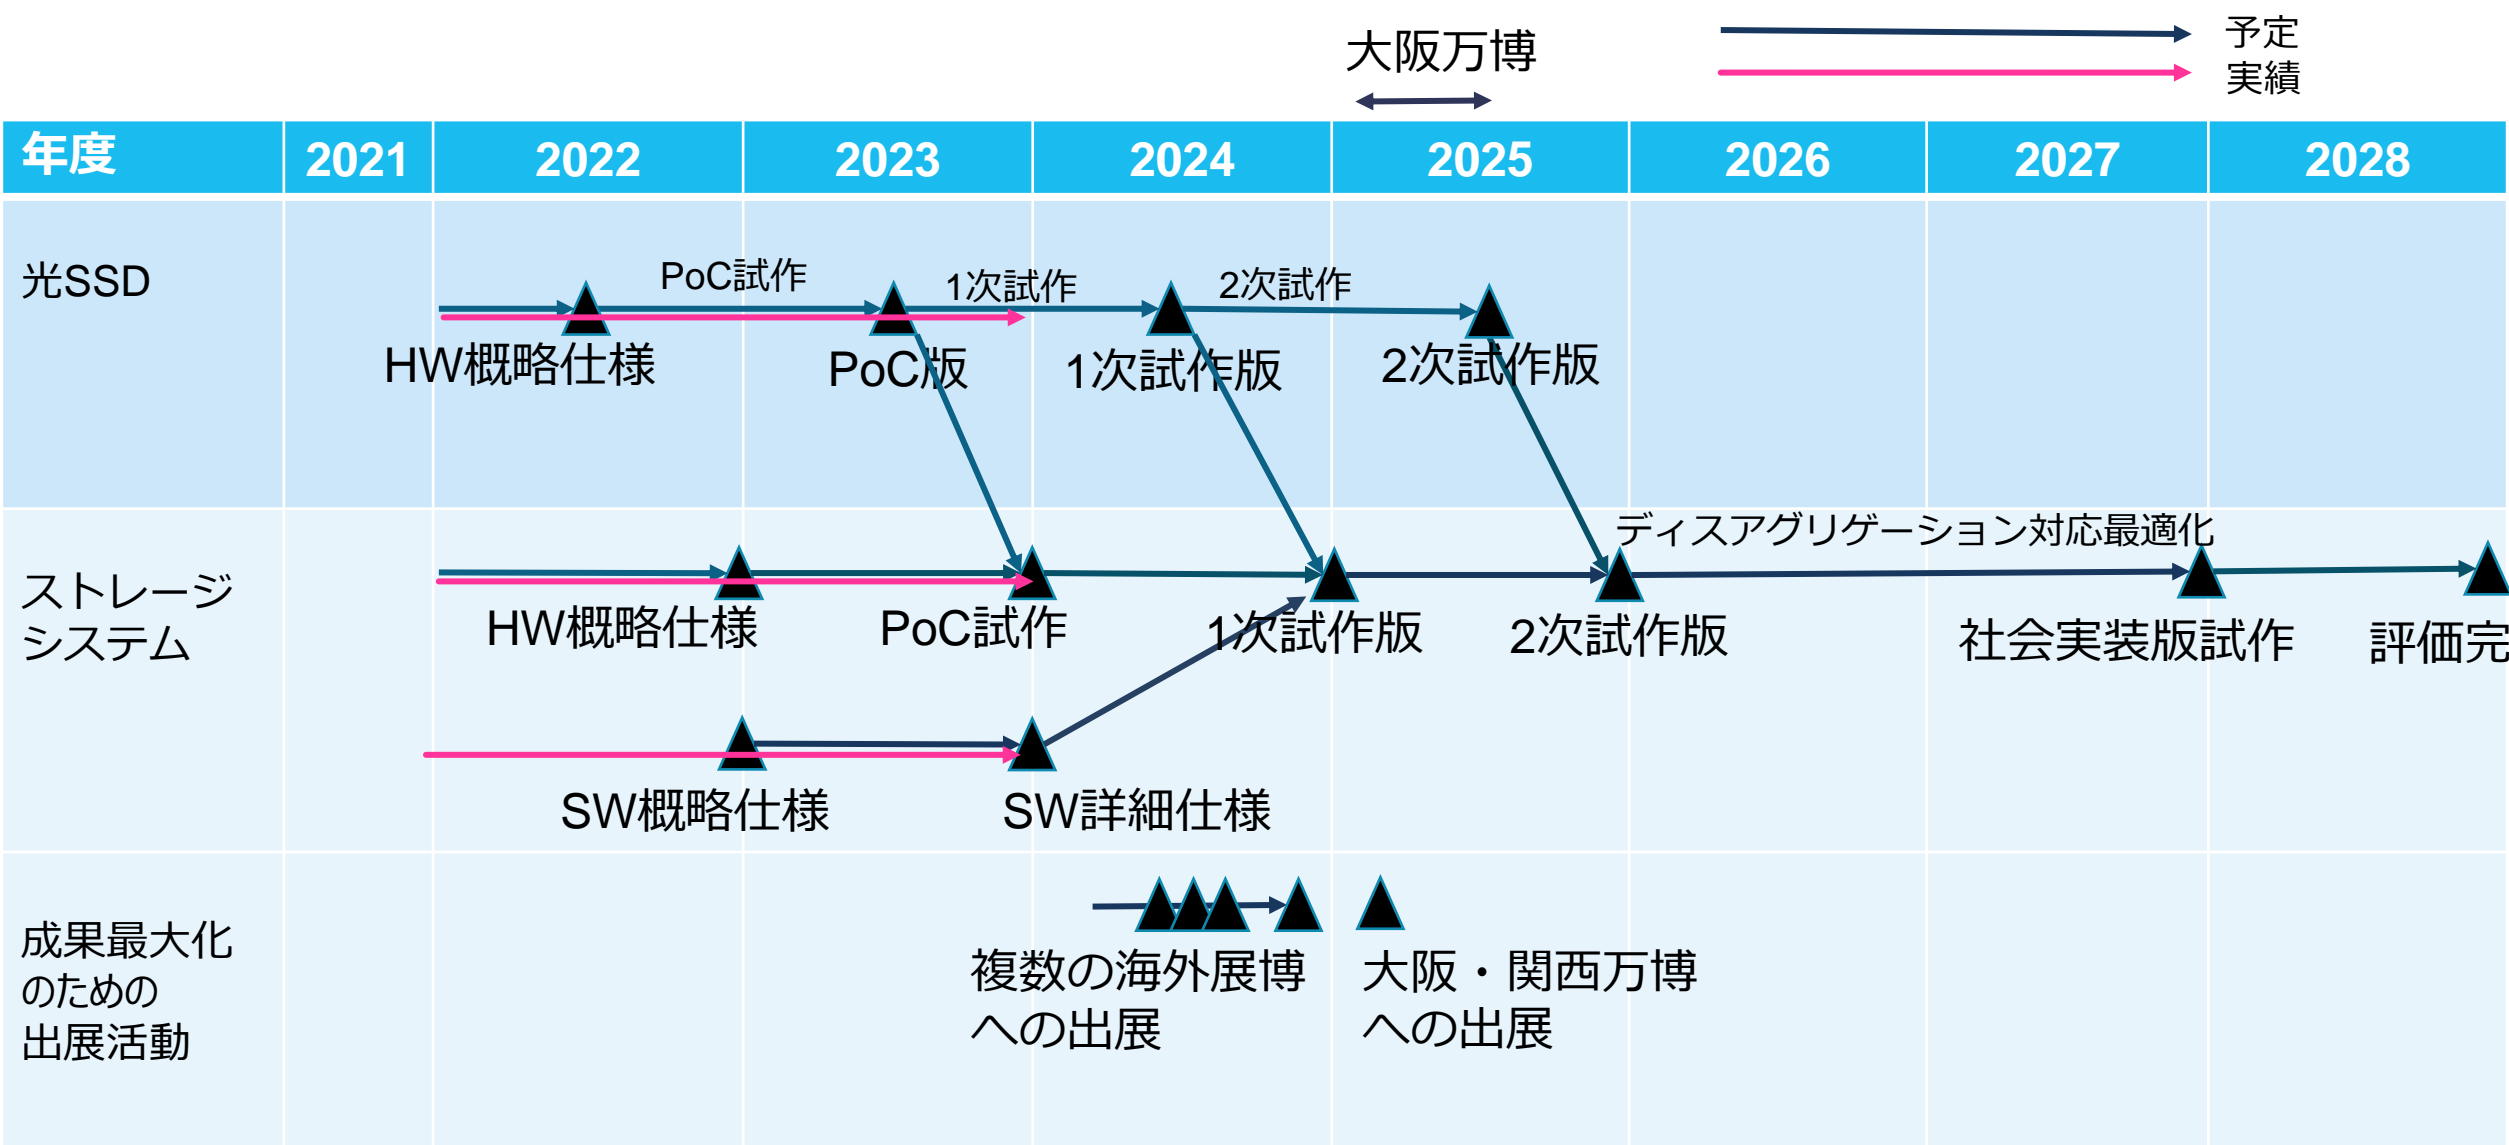 大阪万博
予定
実績
年度 2021 2022 2023 2024 2025 2026 2027 2028
光SSD
PoC試作
1次試作
2次試作
HW概略仕様
PoC版
1次試作版
2次試作版
ディスアグリゲーション対応最適化
ストレージ
システム
HW概略仕様
PoC試作
1次試作版
2次試作版
社会実装版試作
評価完
SW概略仕様
SW詳細仕様
成果最大化
のための
出展活動
複数の海外展博
への出展
大阪・関西万博
への出展